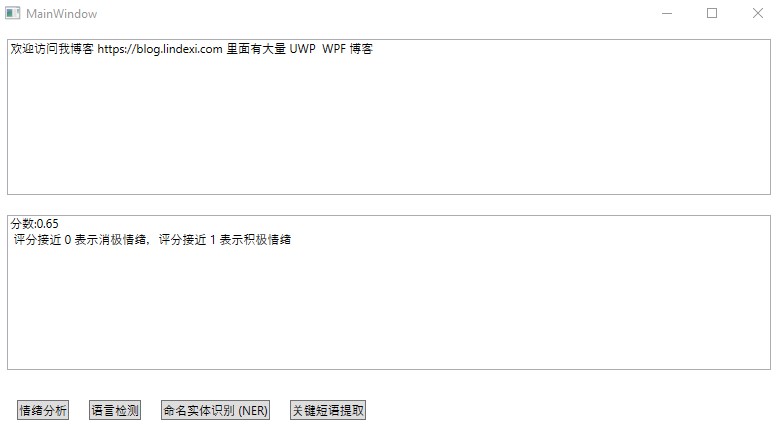 MainWindow
欢迎访问我博客 https://blog.lindexi.com 里面有大量 UWP  WPF 博客
分数:0.65
评分接近 0 表示消极情绪，评分接近 1 表示积极情绪
情绪分析
语言检测
命名实体识别 (NER)
关键短语提取